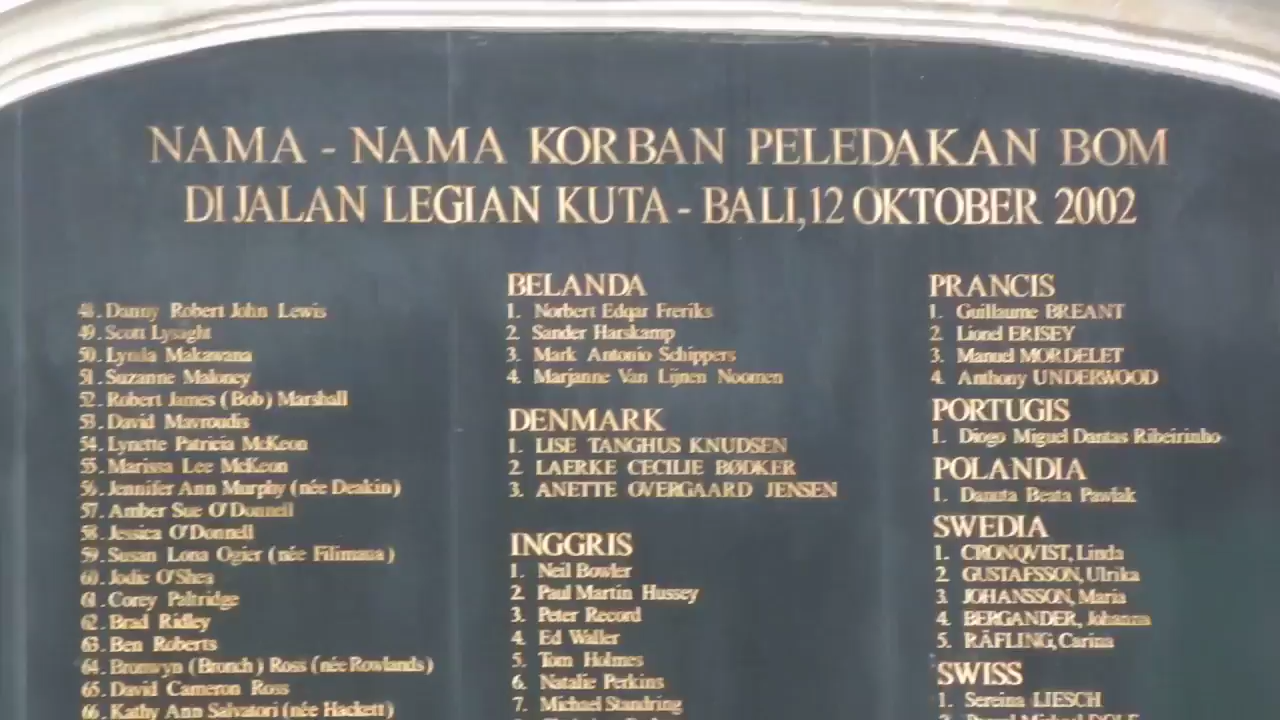 NAMA - NAMA KORBAN PELEDAKAN BOM
DI JALAN LEGIAN KUTA - BALI, 12 OKTOBER 2002
48. Danny Robert John Lewis
49. Scott Lysaght
50. Lynda Makawana
51. Suzanne Maloney
52. Robert James (Bob) Marshall
53. David Mavroudis
54. Lynette Patricia McKeon
55. Marissa Lee McKeon
56. Jennifer Ann Murphy (née Deakin)
57. Amber Sue O'Donnell
58. Jessica O'Donnell
59. Susan Lona Ogier (née Filimana)
60. Jodie O'Shea
61. Corey Paltridge
62. Brad Ridley
63. Ben Roberts
64. Bronwyn (Bronch) Ross (née Rowlands)
65. David Cameron Ross
66. Kathy Ann Salvatori (née Hackett)
BELANDA
1. Norbert Edqar Freriks
2. Sander Harskamp
3. Mark Antonio Schippers
4. Marjanne Van Lijnen Noomen
DENMARK
1. LISE TANGHUS KNUDSEN
2. LAERKE CECILIE BØDKER
3. ANETTE OVERGAARD JENSEN
INGGRIS
1. Neil Bowler
2. Paul Martin Hussey
3. Peter Record
4. Ed Waller
5. Tom Holmes
6. Natalie Perkins
7. Michael Standring
PRANCIS
1. Guillaume BREANT
2. Lionel ERISEY
3. Manuel MORDELET
4. Anthony UNDERWOOD
PORTUGIS
1. Diogo Miguel Dantas Ribeirinho
POLANDIA
1. Danuta Beata Pawlak
SWEDIA
1. CRONQVIST, Linda
2. GUSTAFSSON, Ulrika
3. JOHANSSON, Maria
4. BERGANDER, Johanna
5. RÄFLING, Carina
SWISS
1. Sereina LIESCH